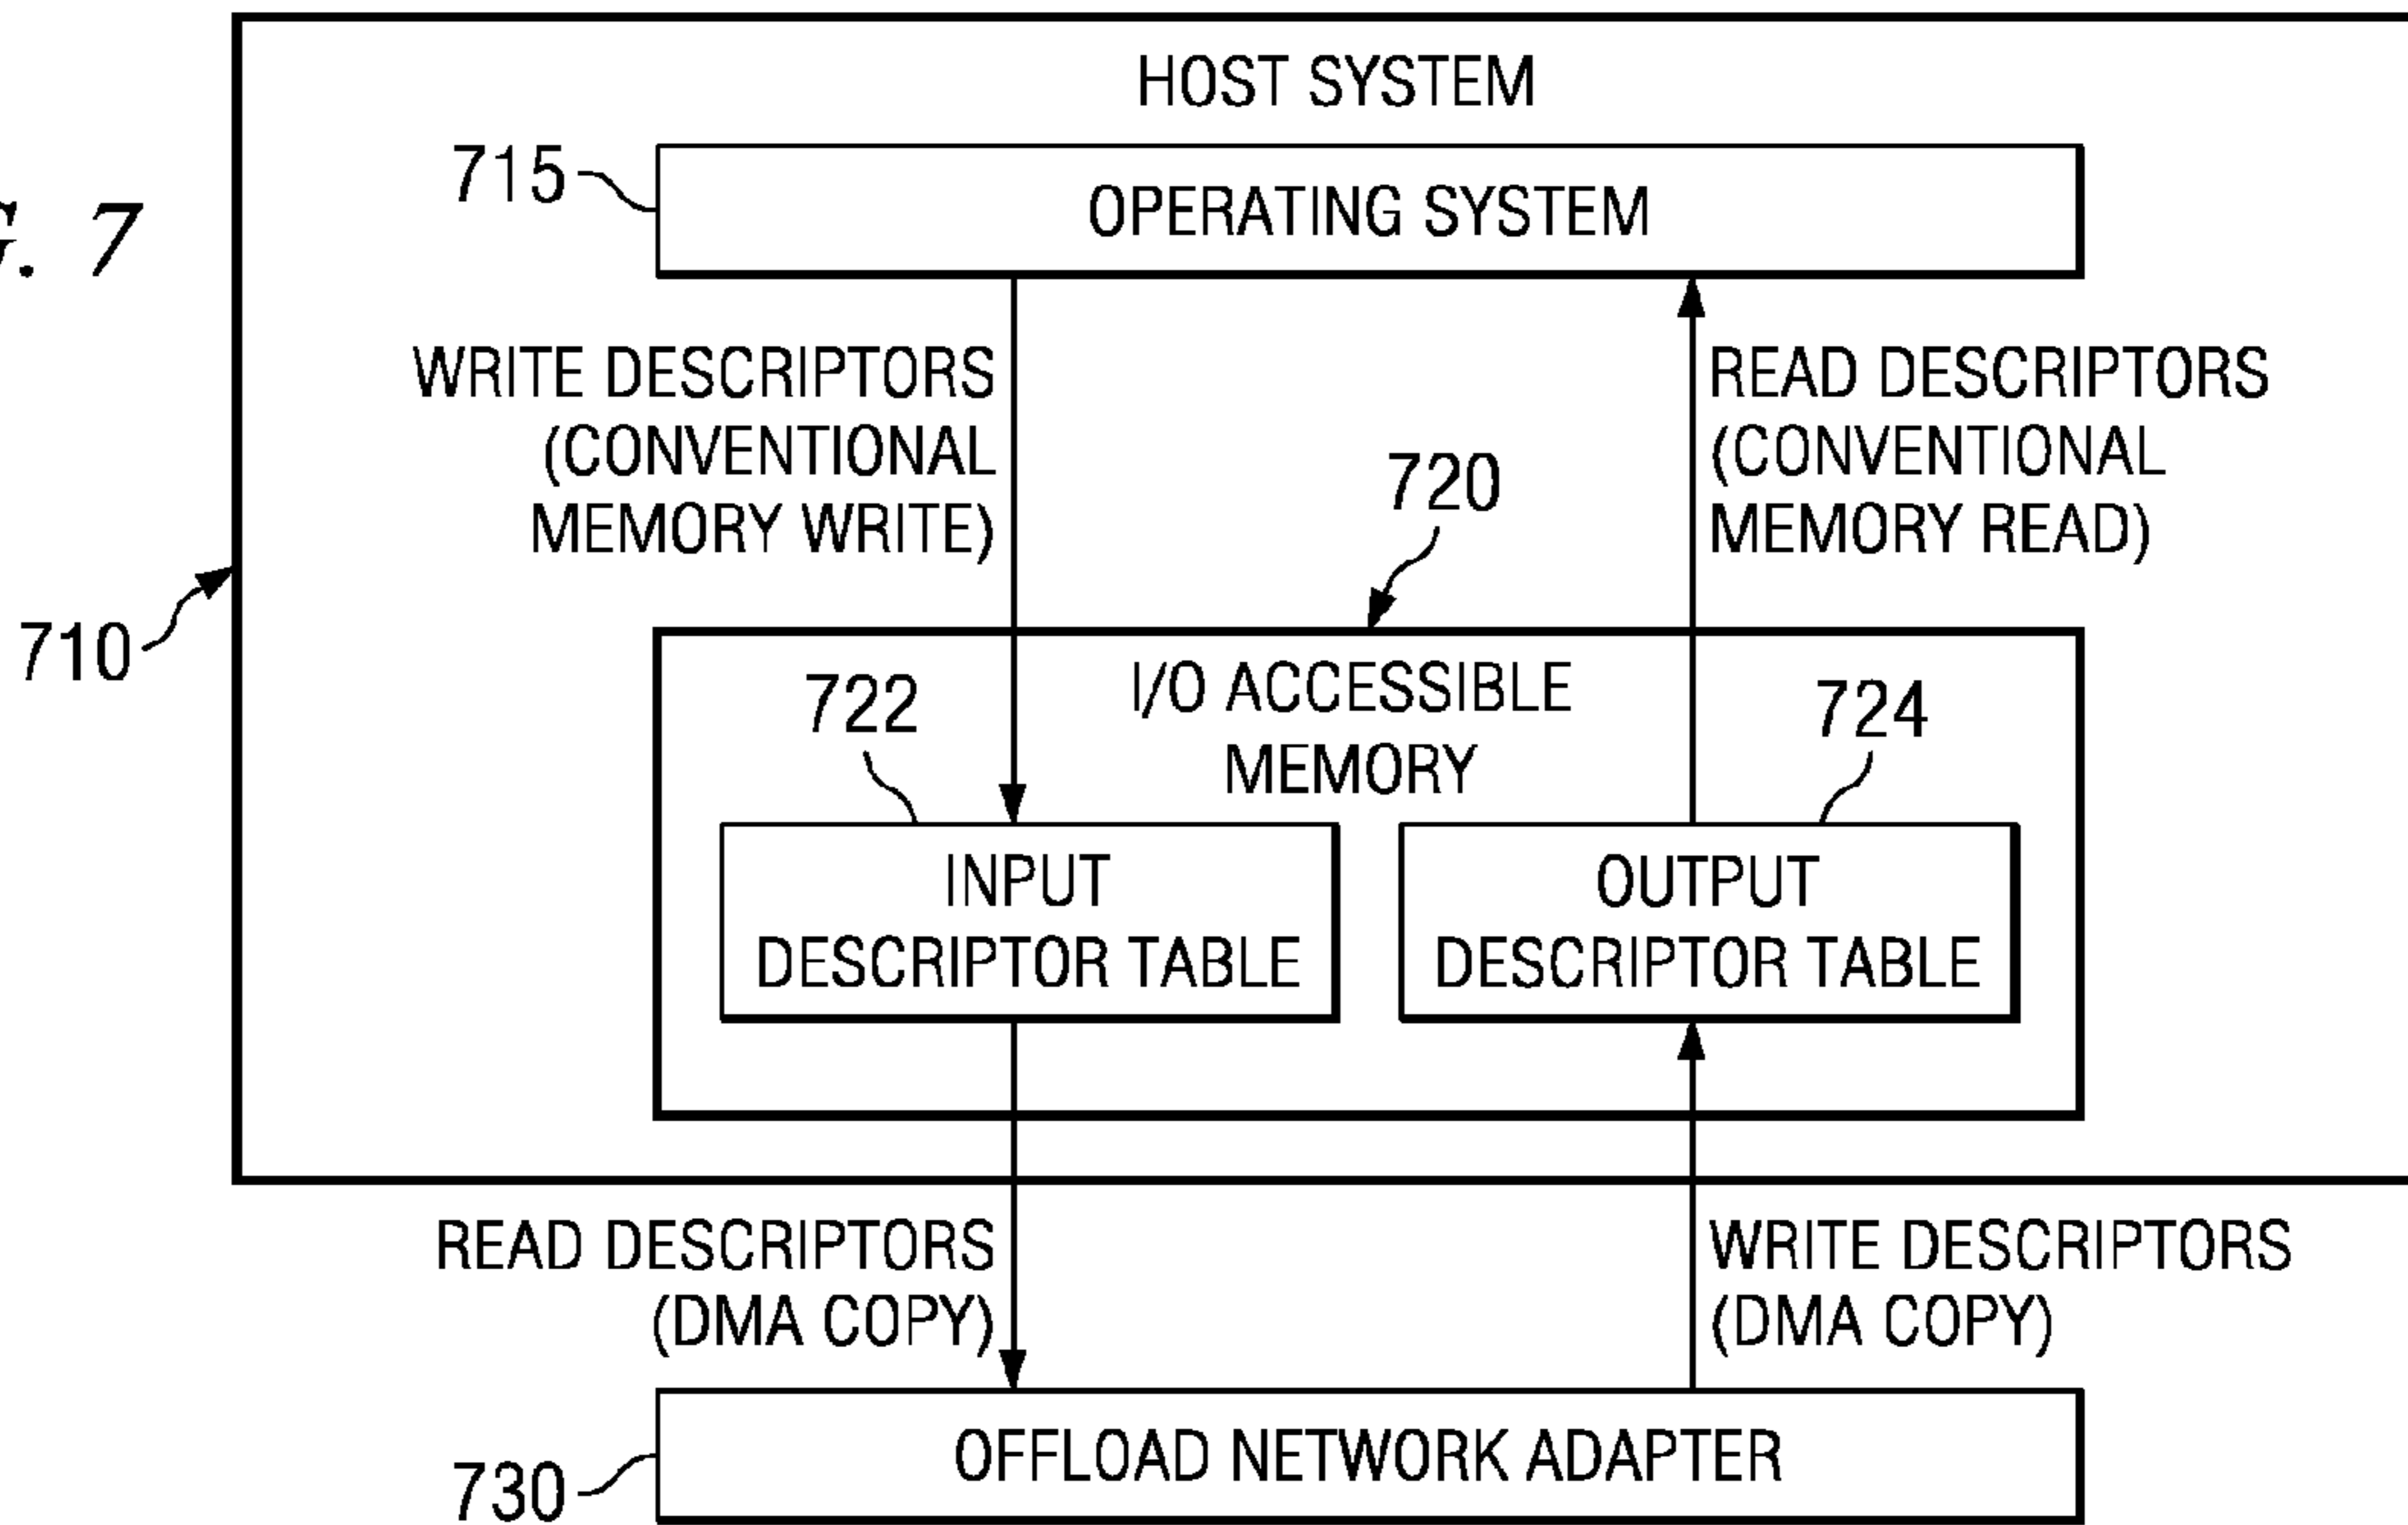 HOST SYSTEM
715
OPERATING SYSTEM
G. 7
WRITE DESCRIPTORS
(CONVENTIONAL
MEMORY WRITE)
READ DESCRIPTORS
(CONVENTIONAL
MEMORY READ)
720
710
I/O ACCESSIBLE
MEMORY
722
724
INPUT
DESCRIPTOR TABLE
OUTPUT
DESCRIPTOR TABLE
READ DESCRIPTORS
(DMA COPY)
WRITE DESCRIPTORS
(DMA COPY)
OFFLOAD NETWORK ADAPTER
730